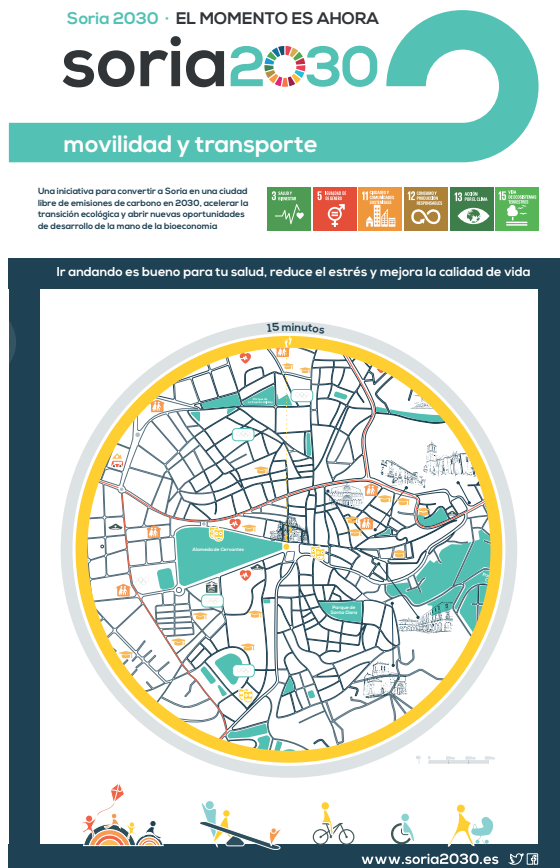 Soria 2030 · EL MOMENTO ES AHORA
soria2030
movilidad y transporte
Una iniciativa para convertir a Soria en una ciudad
libre de emisiones de carbono en 2030, acelerar la
transición ecológica y abrir nuevas oportunidades
de desarrollo de la mano de la bioeconomía
3 SALUD Y BIENESTAR
5 IGUALDAD DE GÉNERO
11 CIUDADES Y COMUNIDADES SOSTENIBLES
12 CONSUMO Y PRODUCCIÓN RESPONSABLES
13 ACCIÓN POR EL CLIMA
15 VIDA DE ECOSISTEMAS TERRESTRES
Ir andando es bueno para tu salud, reduce el estrés y mejora la calidad de vida
15 minutos
Alameda de Cervantes
Parque de
Santa Clara
www.soria2030.es